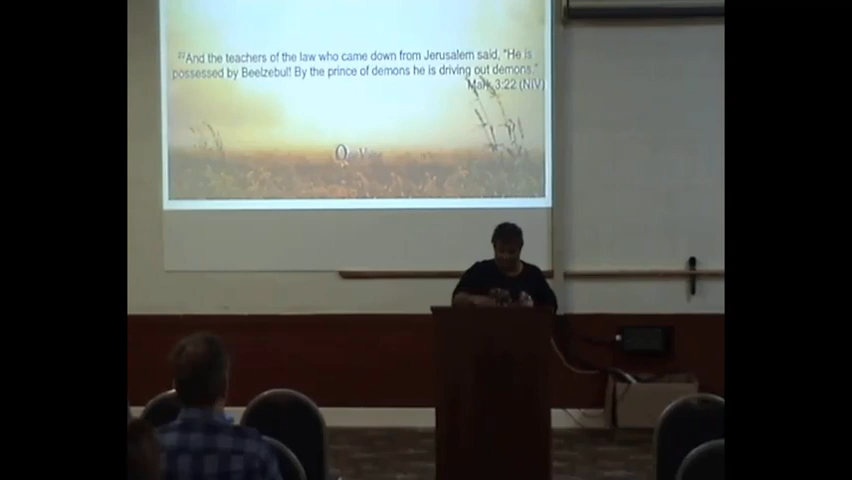 ²²And the teachers of the law who came down from Jerusalem said, "He is
possessed by Beelzebul! By the prince of demons he is driving out demons."
Mark 3:22 (NIV)